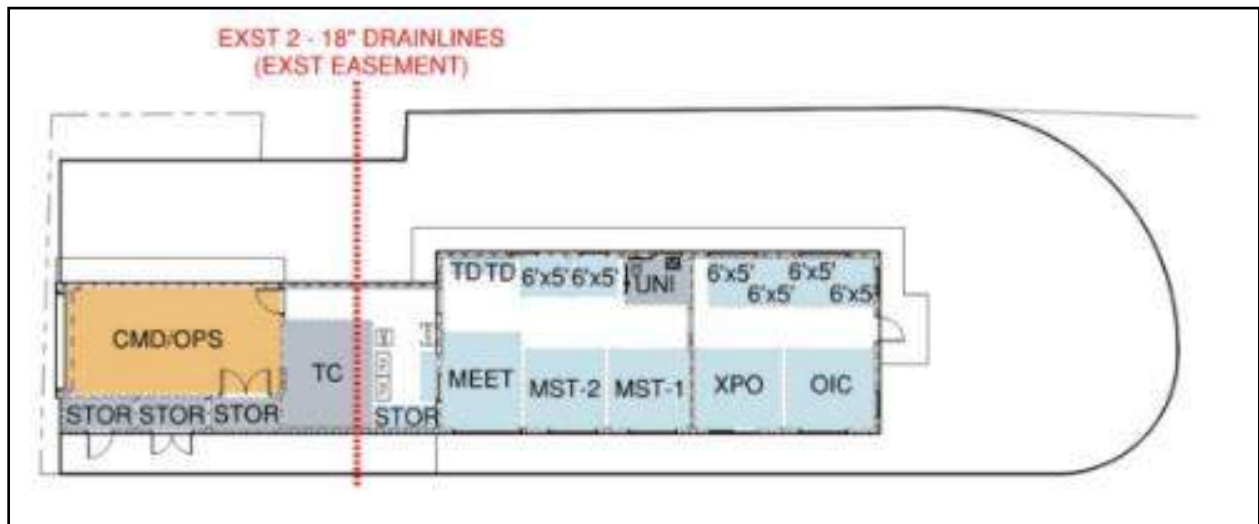 EXST 2 - 18" DRAINLINES
(EXST EASEMENT)
TD TD 6'x5' 6'x5' UNI 6'x5' 6'x5'
6'x5' 6'x5'
CMD/OPS
TC
MEET MST-2 MST-1 XPO OIC
STOR STOR STOR STOR